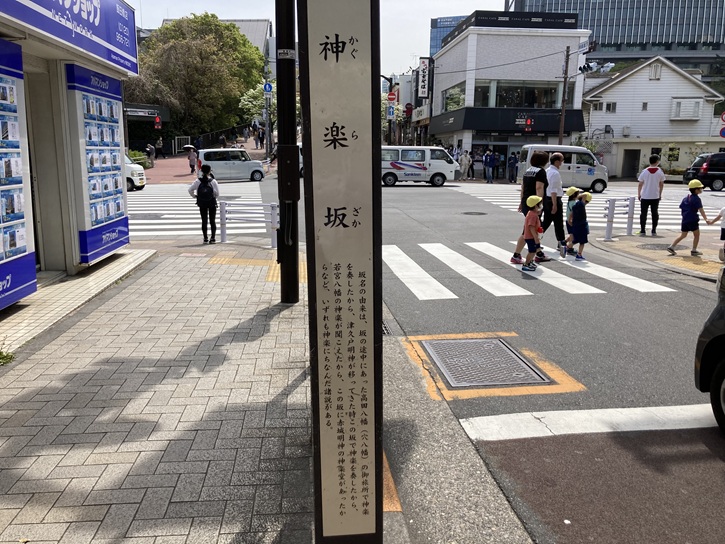 神楽坂
かぐらざか
坂名の由来は、坂の途中にあった高田八幡(穴八幡)の御旅所で神楽
を奏したから、津久戸明神が移ってきた時この坂で神楽を奏したから、
若宮八幡の神楽が聞こえたから、この坂に赤城明神の神楽堂があったか
らなど、いずれも神楽にちなんだ諸説がある。